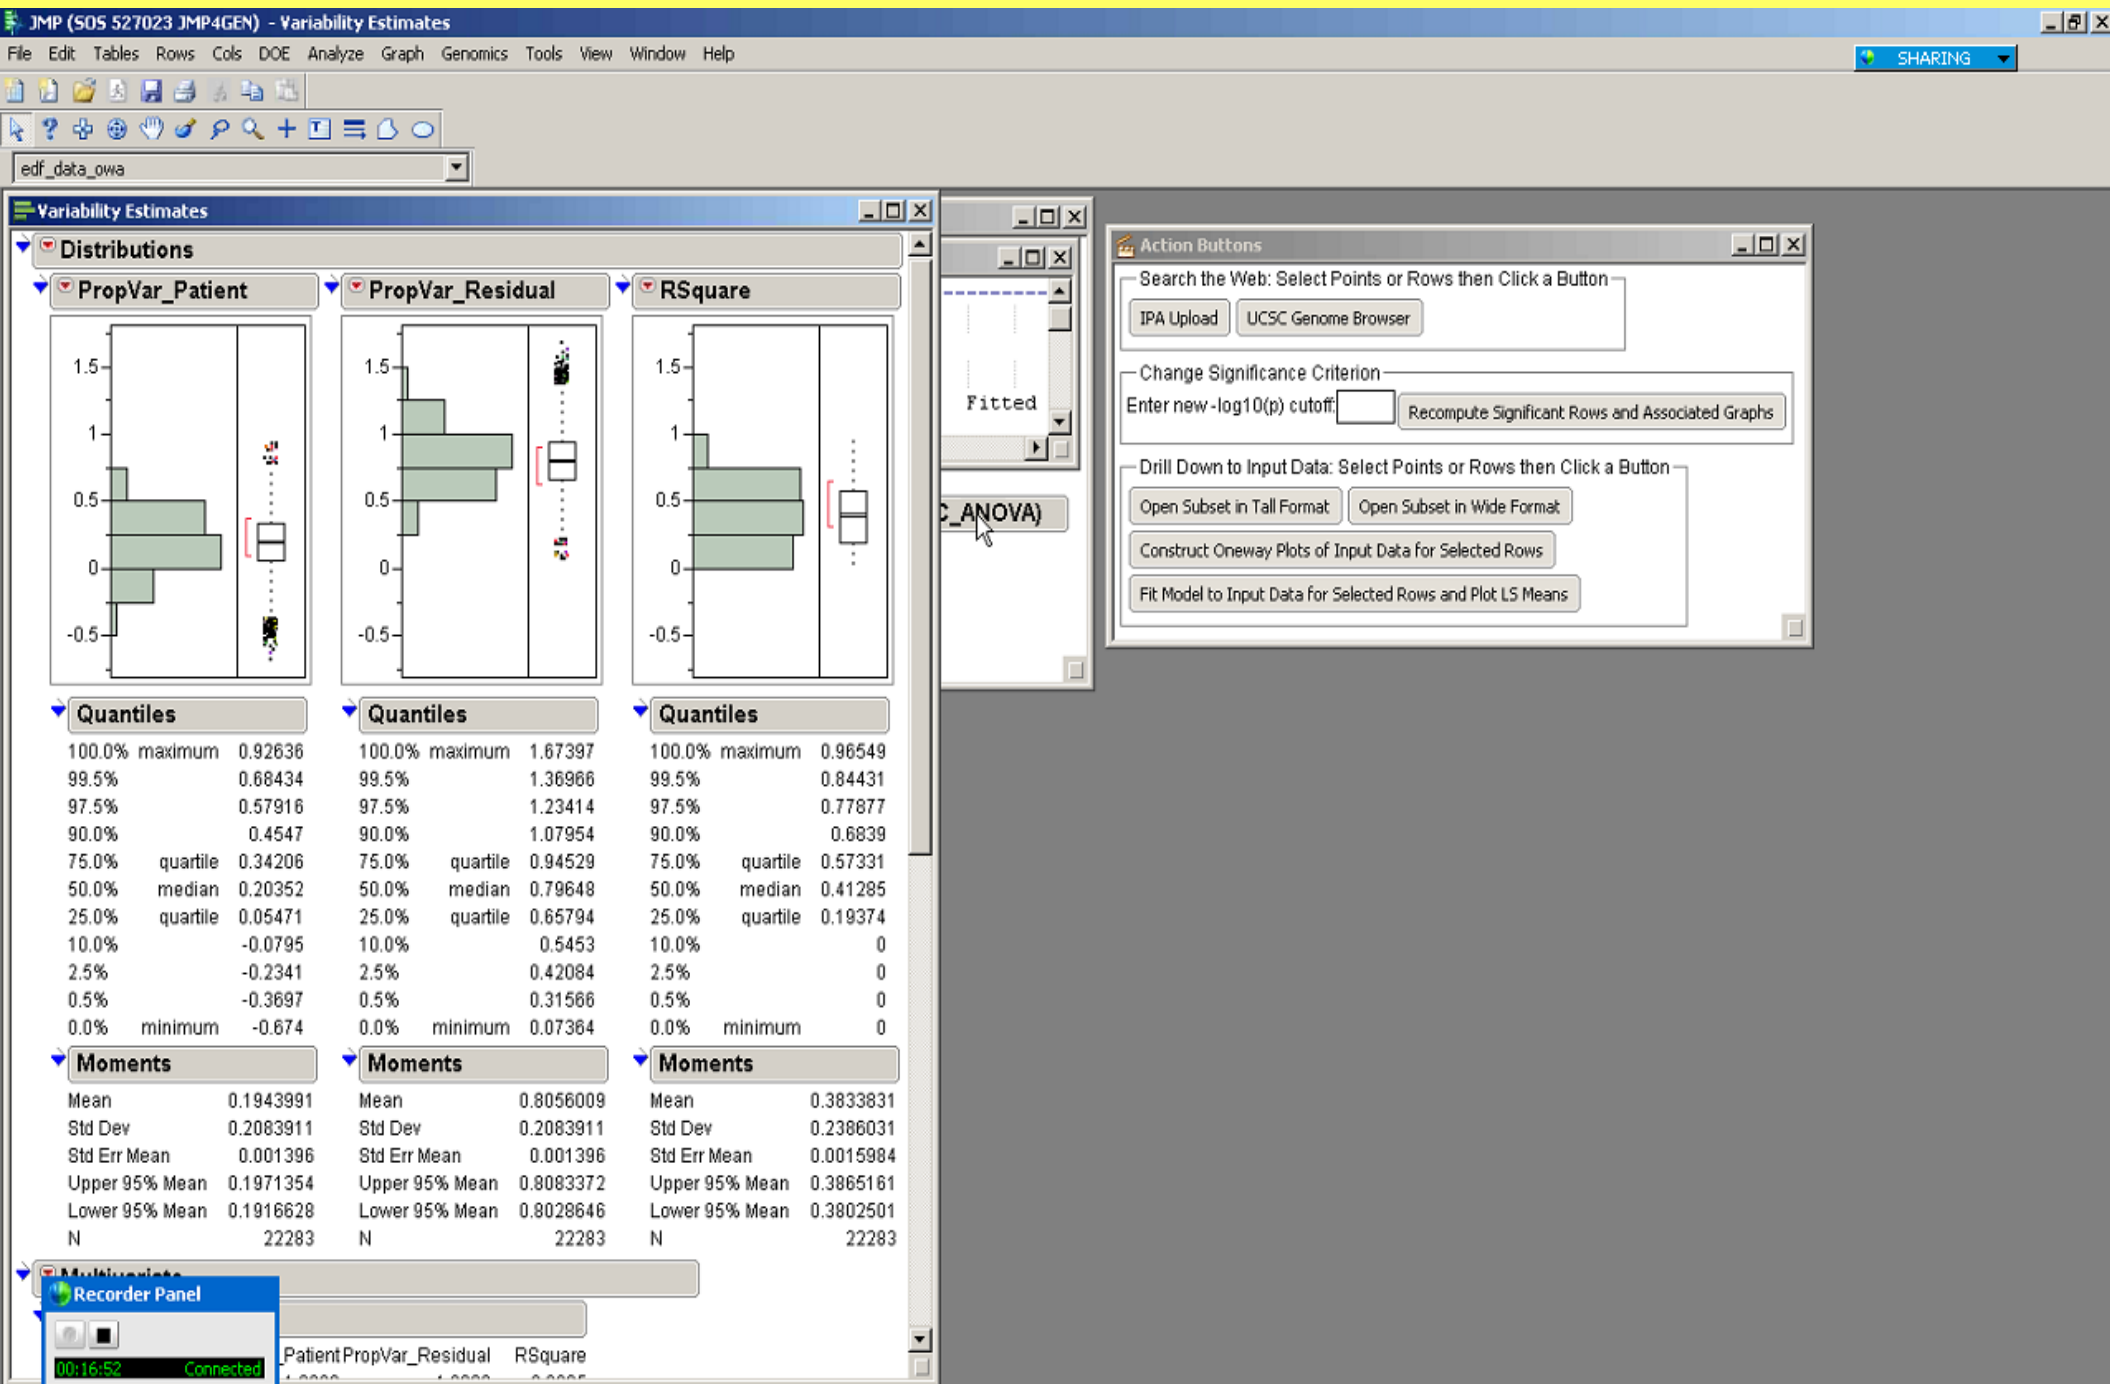 JMP (SOS 527023 JMP4GEN) - Variability Estimates
File Edit Tables Rows Cols DOE Analyze Graph Genomics Tools View Window Help
SHARING
edf_data_owa
Variability Estimates
Distributions
PropVar_Patient PropVar_Residual RSquare
1.5 1.5 1.5
1 1 1
0.5 0.5 0.5
0 0 0
-0.5 -0.5 -0.5
Quantiles Quantiles Quantiles
100.0% maximum 0.92636 100.0% maximum 1.67397 100.0% maximum 0.96549
99.5% 0.68434 99.5% 1.36966 99.5% 0.84431
97.5% 0.57916 97.5% 1.23414 97.5% 0.77877
90.0% 0.4547 90.0% 1.07954 90.0% 0.6839
75.0% quartile 0.34206 75.0% quartile 0.94529 75.0% quartile 0.57331
50.0% median 0.20352 50.0% median 0.79648 50.0% median 0.41285
25.0% quartile 0.05471 25.0% quartile 0.65794 25.0% quartile 0.19374
10.0% -0.0795 10.0% 0.5453 10.0% 0
2.5% -0.2341 2.5% 0.42084 2.5% 0
0.5% -0.3697 0.5% 0.31566 0.5% 0
0.0% minimum -0.674 0.0% minimum 0.07364 0.0% minimum 0
Moments Moments Moments
Mean 0.1943991 Mean 0.8056009 Mean 0.3833831
Std Dev 0.2083911 Std Dev 0.2083911 Std Dev 0.2386031
Std Err Mean 0.001396 Std Err Mean 0.001396 Std Err Mean 0.0015984
Upper 95% Mean 0.1971354 Upper 95% Mean 0.8083372 Upper 95% Mean 0.3865161
Lower 95% Mean 0.1916628 Lower 95% Mean 0.8028646 Lower 95% Mean 0.3802501
N 22283 N 22283 N 22283
Recorder Panel
00:16:52 Connected
_Patient PropVar_Residual RSquare
Fitted
C_ANOVA)
Action Buttons
Search the Web: Select Points or Rows then Click a Button
IPA Upload UCSC Genome Browser
Change Significance Criterion
Enter new -log10(p) cutoff: Recompute Significant Rows and Associated Graphs
Drill Down to Input Data: Select Points or Rows then Click a Button
Open Subset in Tall Format Open Subset in Wide Format
Construct Oneway Plots of Input Data for Selected Rows
Fit Model to Input Data for Selected Rows and Plot LS Means